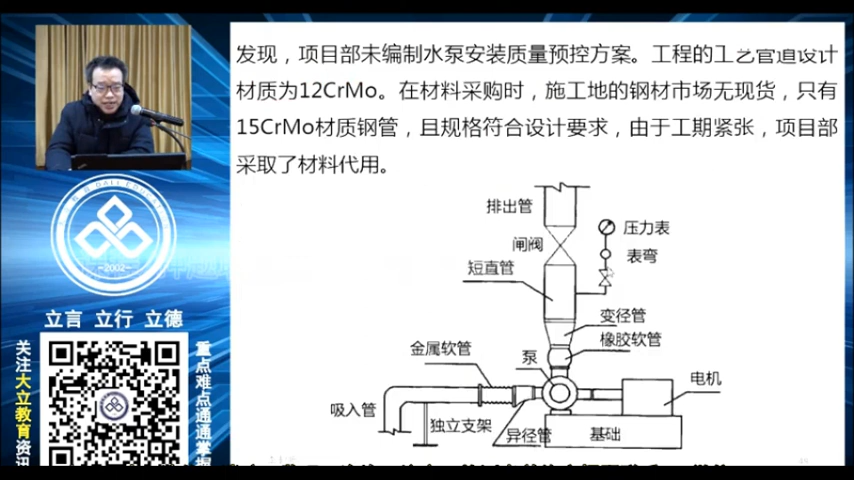 发现，项目部未编制水泵安装质量预控方案。工程的工艺管道设计
材质为12CrMo。在材料采购时，施工地的钢材市场无现货，只有
15CrMo材质钢管，且规格符合设计要求，由于工期紧张，项目部
采取了材料代用。
排出管
压力表
闸阀
表弯
短直管
变径管
橡胶软管
金属软管
泵
电机
吸入管
独立支架
异径管
基础
2002
立言 立行 立德
关注大立教育资讯
重点难点通通掌握